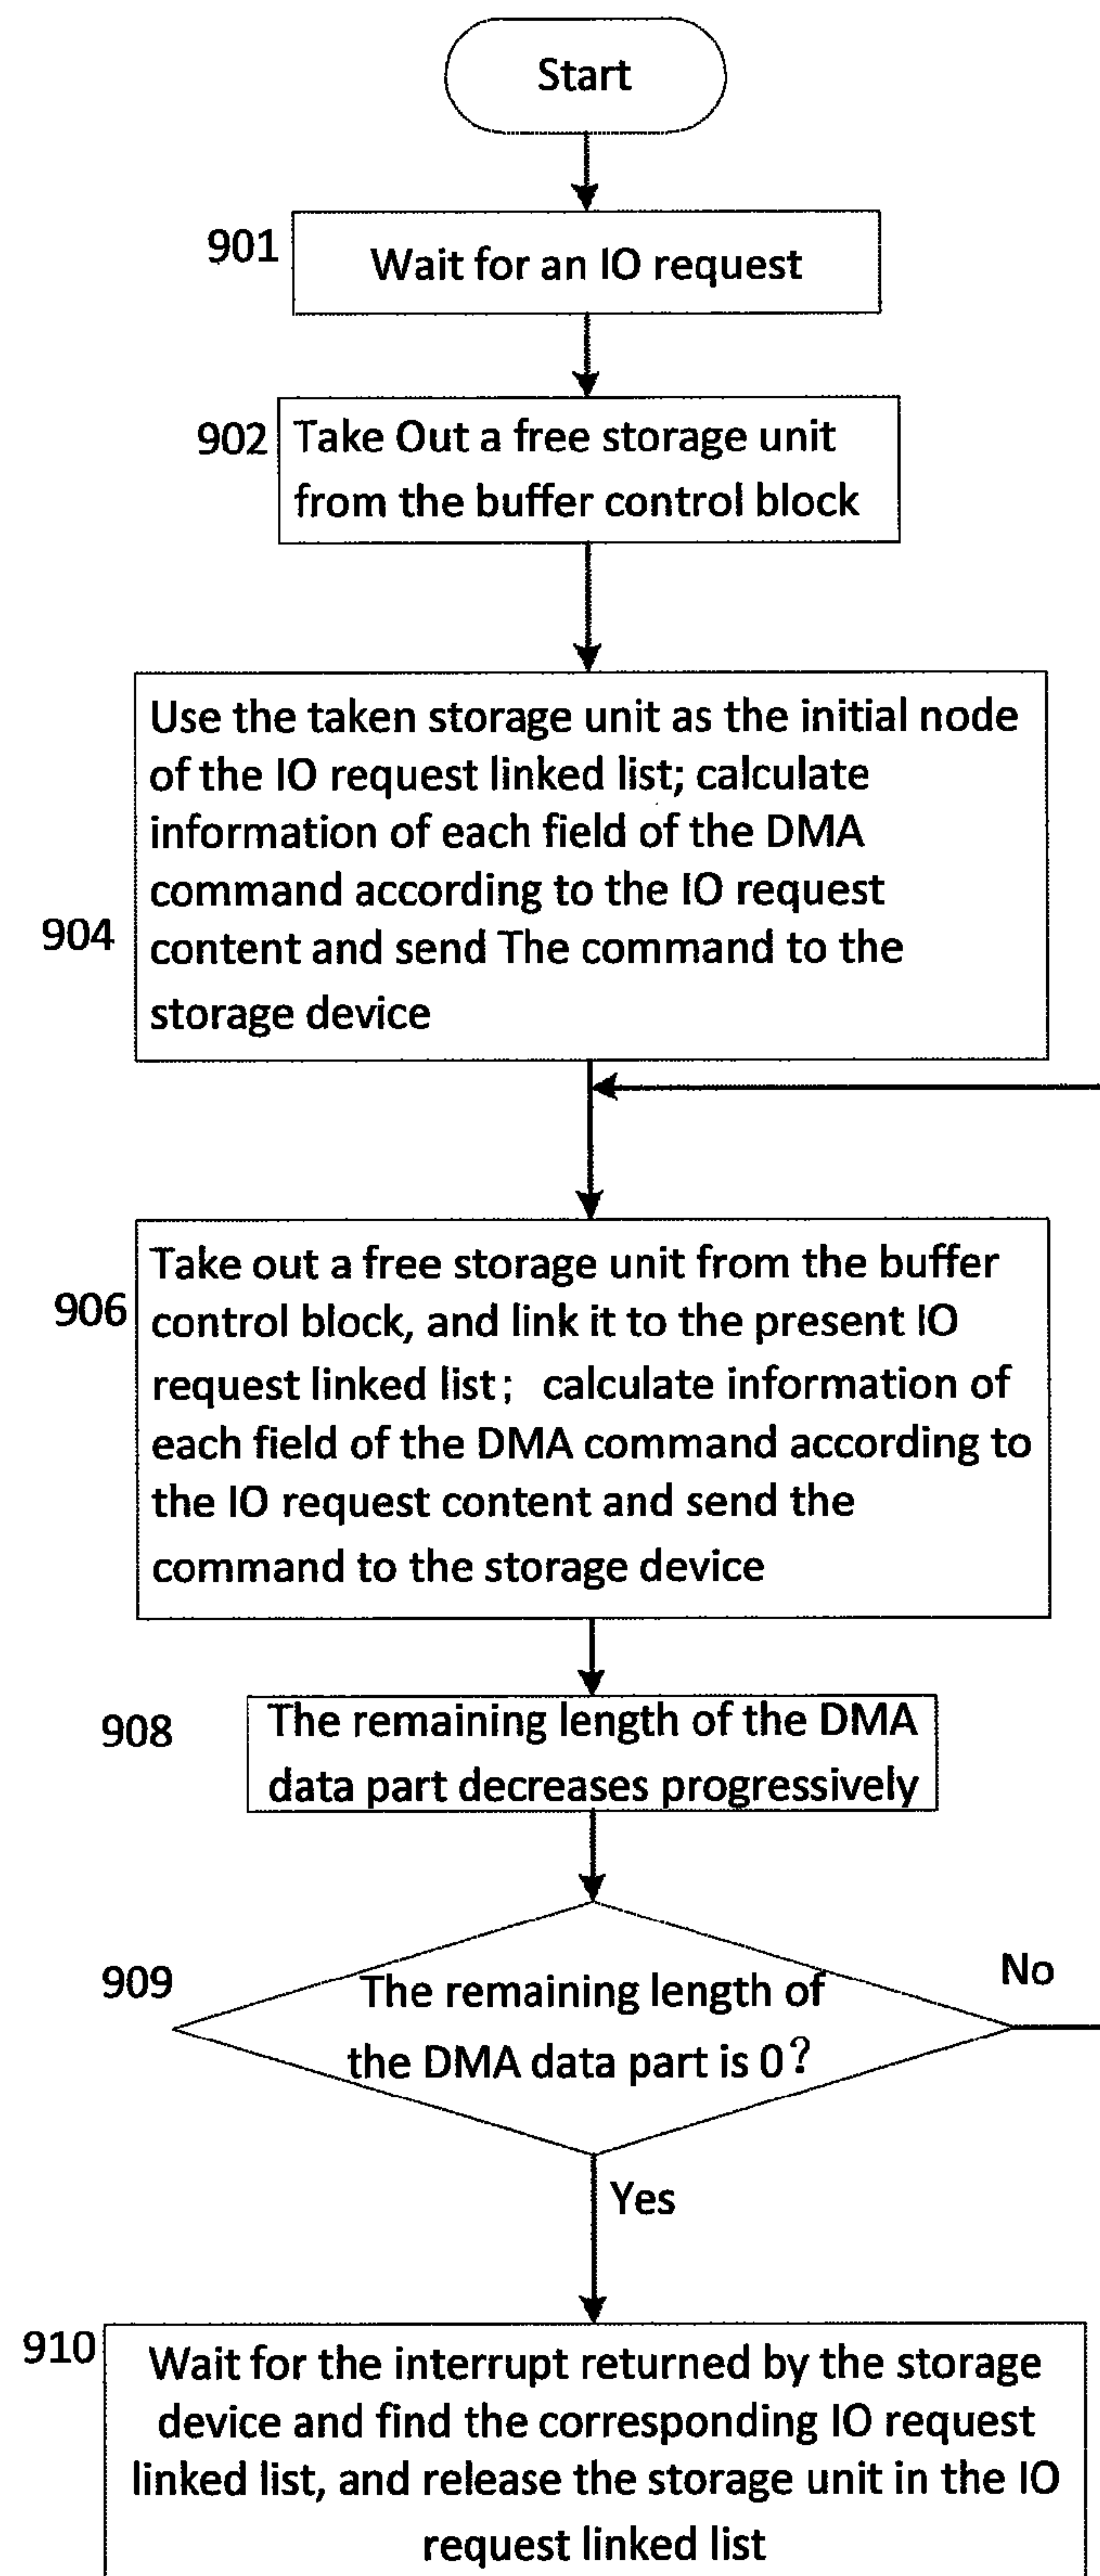 Start
901
Wait for an IO request
902
Take Out a free storage unit
from the buffer control block
Use the taken storage unit as the initial node
of the IO request linked list; calculate
information of each field of the DMA
command according to the IO request
904
content and send The command to the
storage device
Take out a free storage unit from the buffer
906
control block, and link it to the present IO
request linked list; calculate information of
each field of the DMA command according to
the IO request content and send the
command to the storage device
908
The remaining length of the DMA
data part decreases progressively
909
The remaining length of
the DMA data part is 0?
No
Yes
910
Wait for the interrupt returned by the storage
device and find the corresponding IO request
linked list, and release the storage unit in the IO
request linked list